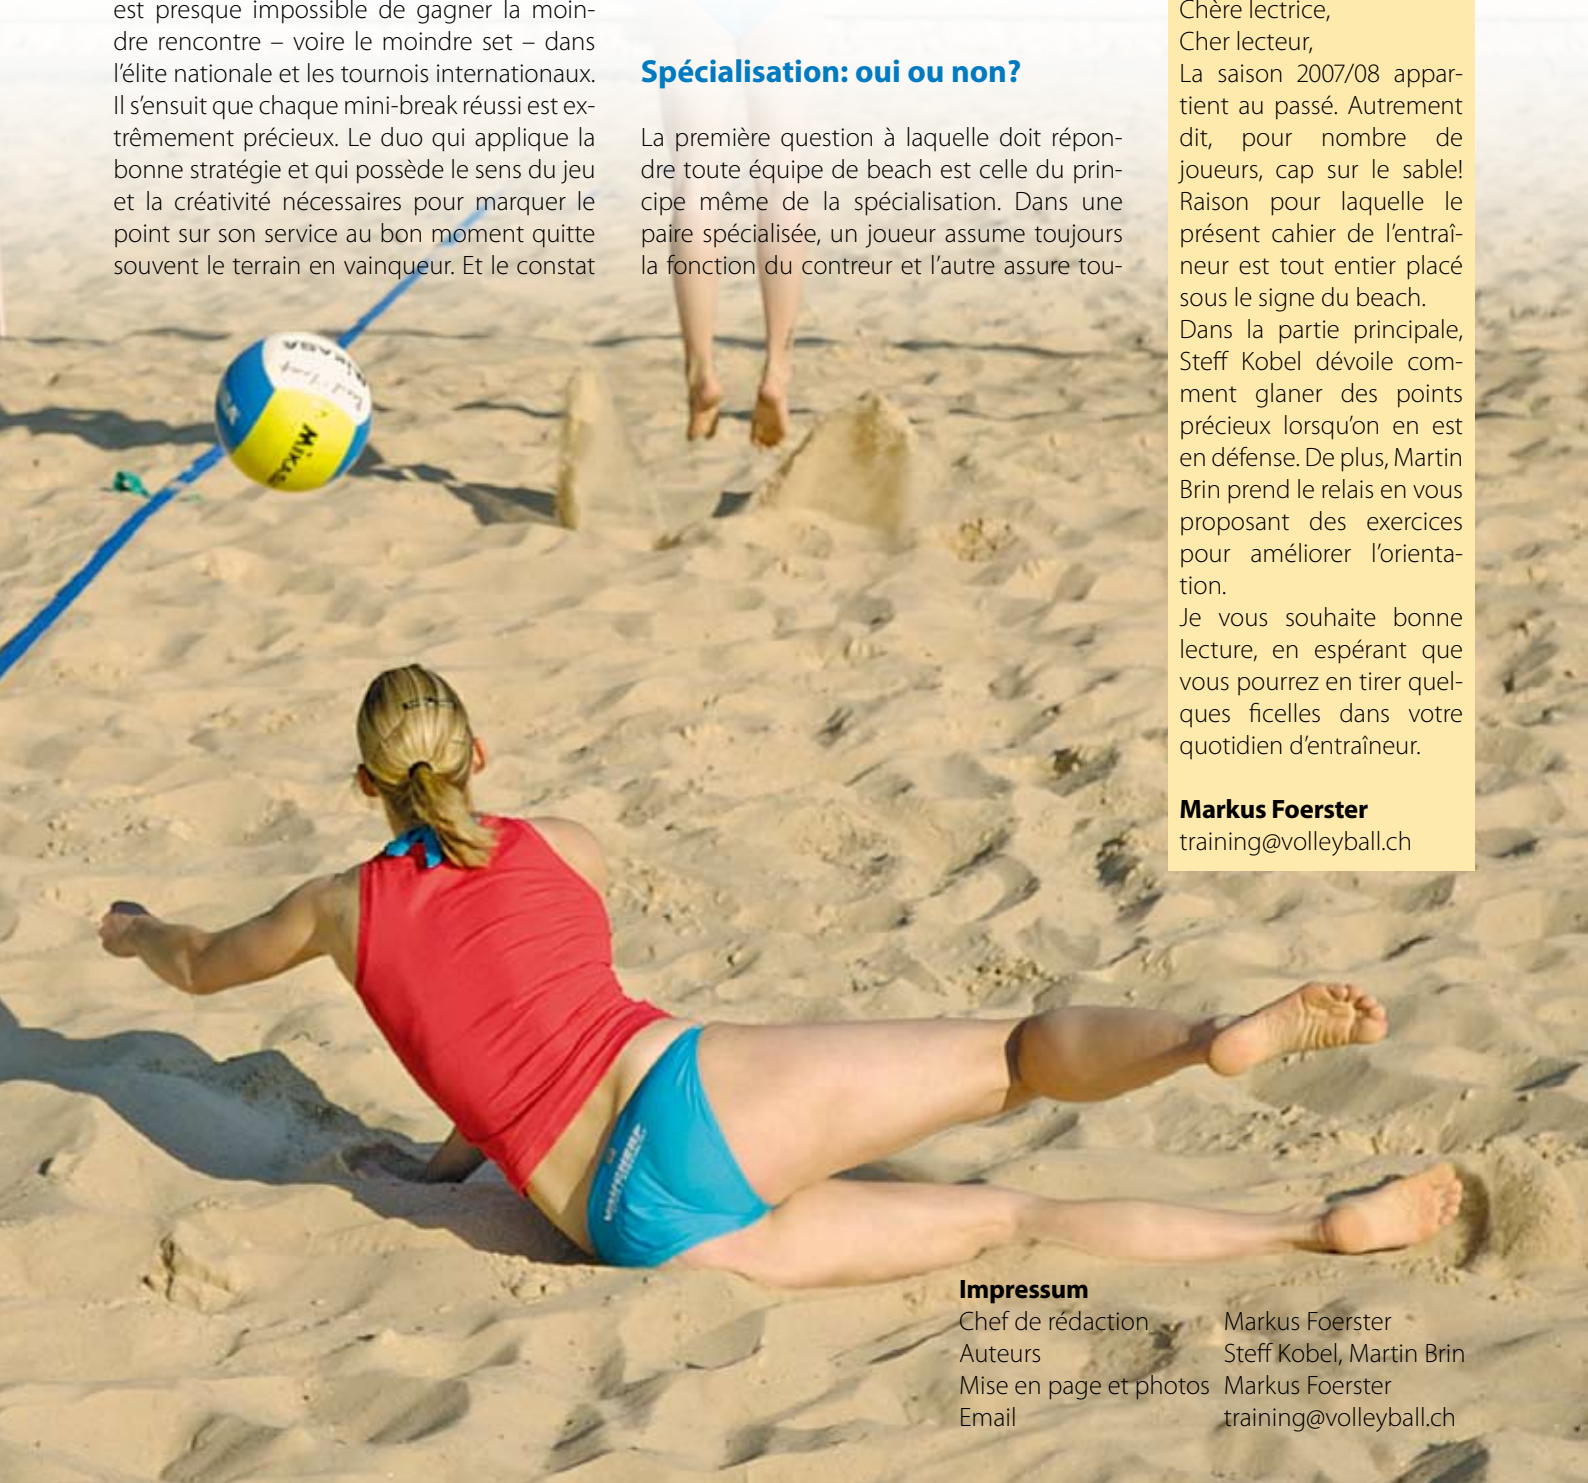 est presque impossible de gagner la moin-
dre rencontre – voire le moindre set – dans
l'élite nationale et les tournois internationaux.
Il s'ensuit que chaque mini-break réussi est ex-
trêmement précieux. Le duo qui applique la
bonne stratégie et qui possède le sens du jeu
et la créativité nécessaires pour marquer le
point sur son service au bon moment quitte
souvent le terrain en vainqueur. Et le constat
Spécialisation: oui ou non?
La première question à laquelle doit répon-
dre toute équipe de beach est celle du prin-
cipe même de la spécialisation. Dans une
paire spécialisée, un joueur assume toujours
la fonction du contreur et l'autre assure tou-
Chère lectrice,
Cher lecteur,
La saison 2007/08 appar-
tient au passé. Autrement
dit, pour nombre de
joueurs, cap sur le sable!
Raison pour laquelle le
présent cahier de l'entraî-
neur est tout entier placé
sous le signe du beach.
Dans la partie principale,
Steff Kobel dévoile com-
ment glaner des points
précieux lorsqu'on en est
en défense. De plus, Martin
Brin prend le relais en vous
proposant des exercices
pour améliorer l'orienta-
tion.
Je vous souhaite bonne
lecture, en espérant que
vous pourrez en tirer quel-
ques ficelles dans votre
quotidien d'entraîneur.
Markus Foerster
training@volleyball.ch
MIKASA
MIKASA
Impressum
Chef de rédaction Markus Foerster
Auteurs Steff Kobel, Martin Brin
Mise en page et photos Markus Foerster
Email training@volleyball.ch